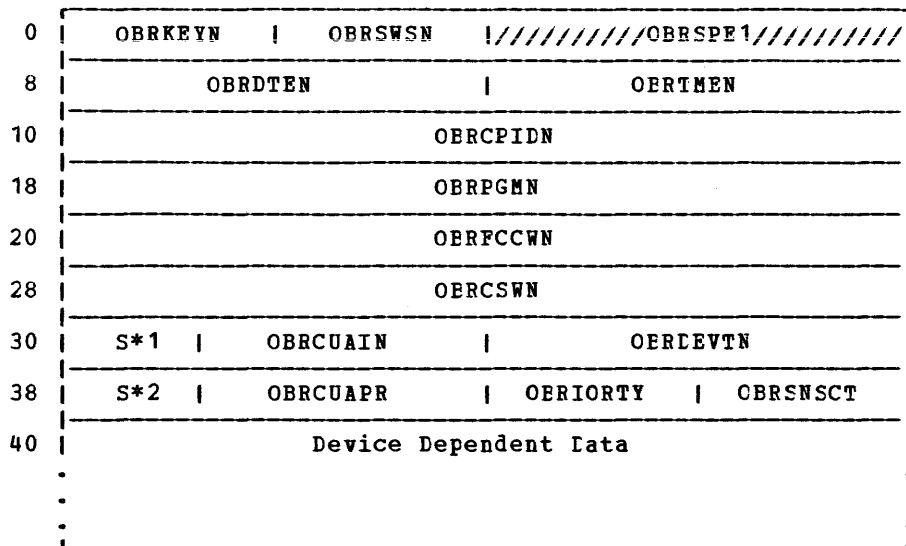 0 | OBRKEYN | OBRSWSN |//////////OBRSPE1//////////
8 | OBRDTEN | OBRTMEN
10 | OBRCPIDN
18 | OBRPGMN
20 | OBRFCCWN
28 | OBRCSWN
30 | S*1 | OBRCUAIN | OBRDEVTN
38 | S*2 | OBRCUAPR | OBRIORTY | OBRSNSCT
40 | Device Dependent Data